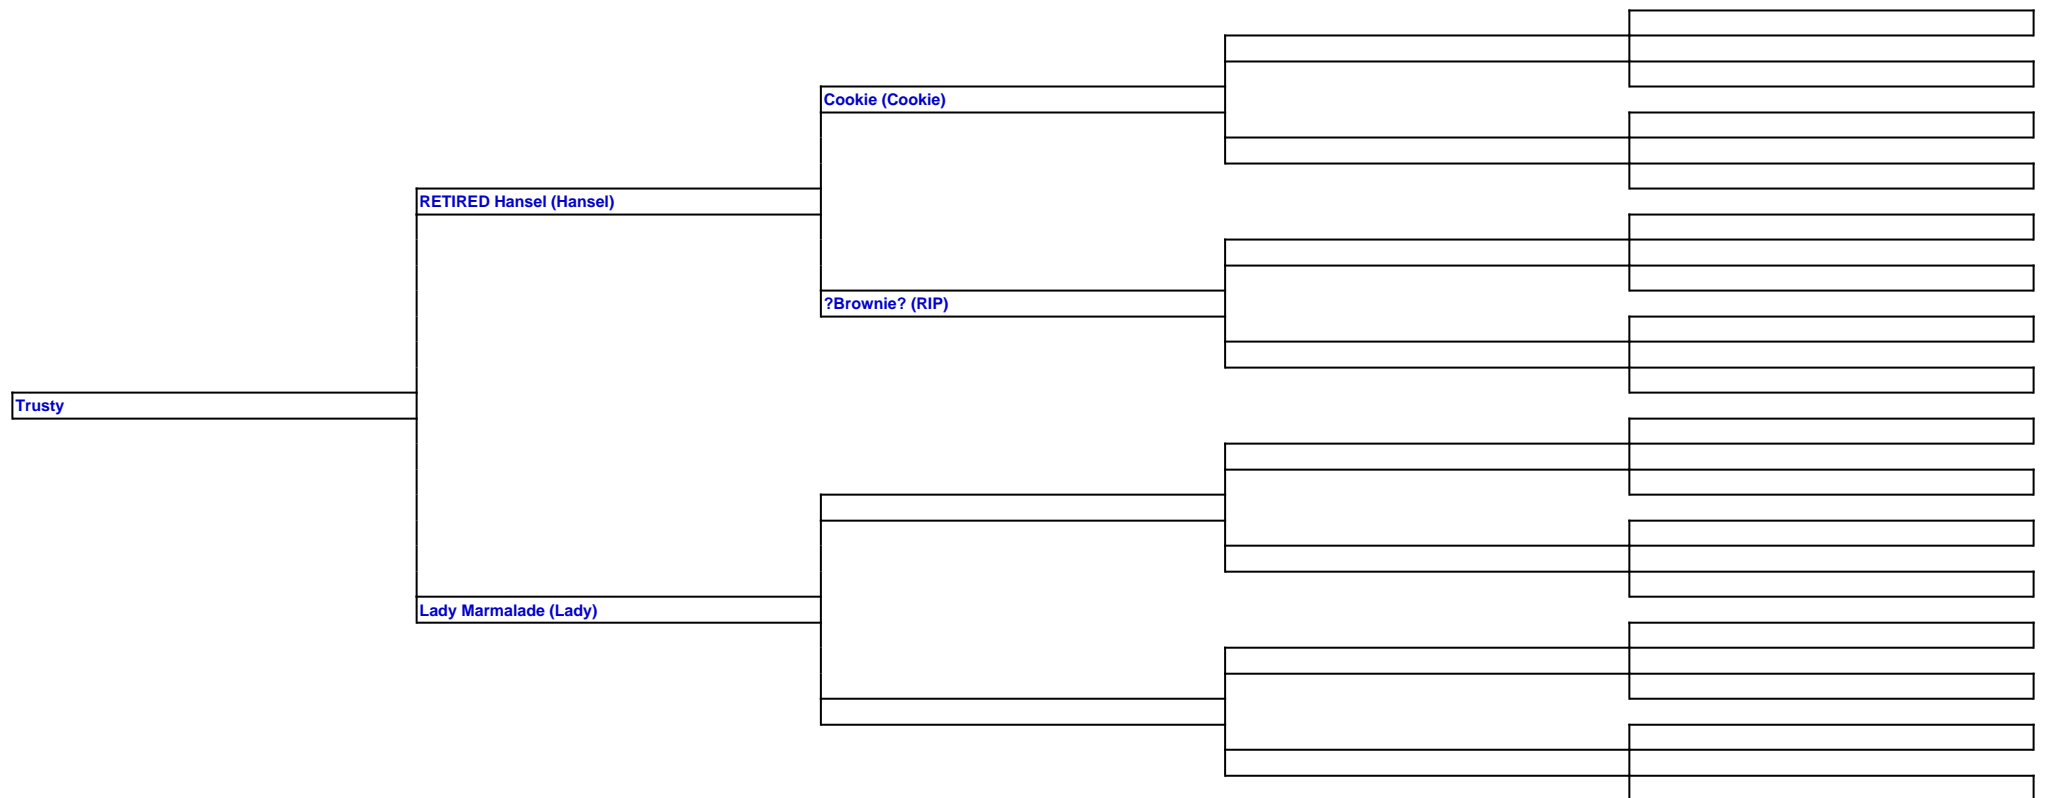 Cookie (Cookie)
RETIRED Hansel (Hansel)
?Brownie? (RIP)
Trusty
Lady Marmalade (Lady)